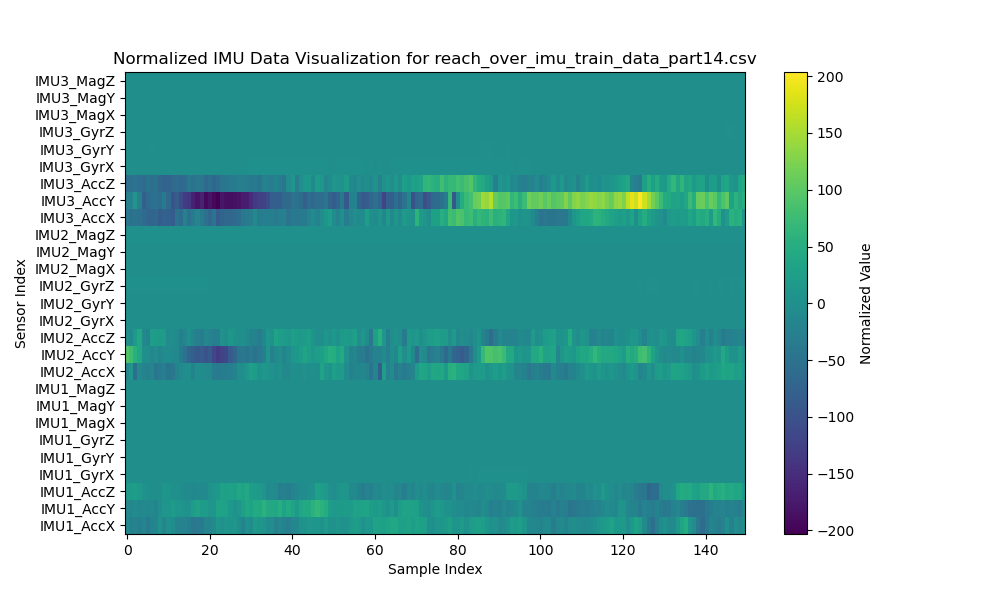 Normalized IMU Data Visualization for reach_over_imu_train_data_part14.csv
IMU3_MagZ
IMU3_MagY
IMU3_MagX
IMU3_GyrZ
IMU3_GyrY
IMU3_GyrX
IMU3_AccZ
IMU3_AccY
IMU3_AccX
IMU2_MagZ
IMU2_MagY
IMU2_MagX
IMU2_GyrZ
IMU2_GyrY
IMU2_GyrX
IMU2_AccZ
IMU2_AccY
IMU2_AccX
IMU1_MagZ
IMU1_MagY
IMU1_MagX
IMU1_GyrZ
IMU1_GyrY
IMU1_GyrX
IMU1_AccZ
IMU1_AccY
IMU1_AccX
Sensor Index
0 20 40 60 80 100 120 140
Sample Index
200
150
100
50
0
−50
−100
−150
−200
Normalized Value